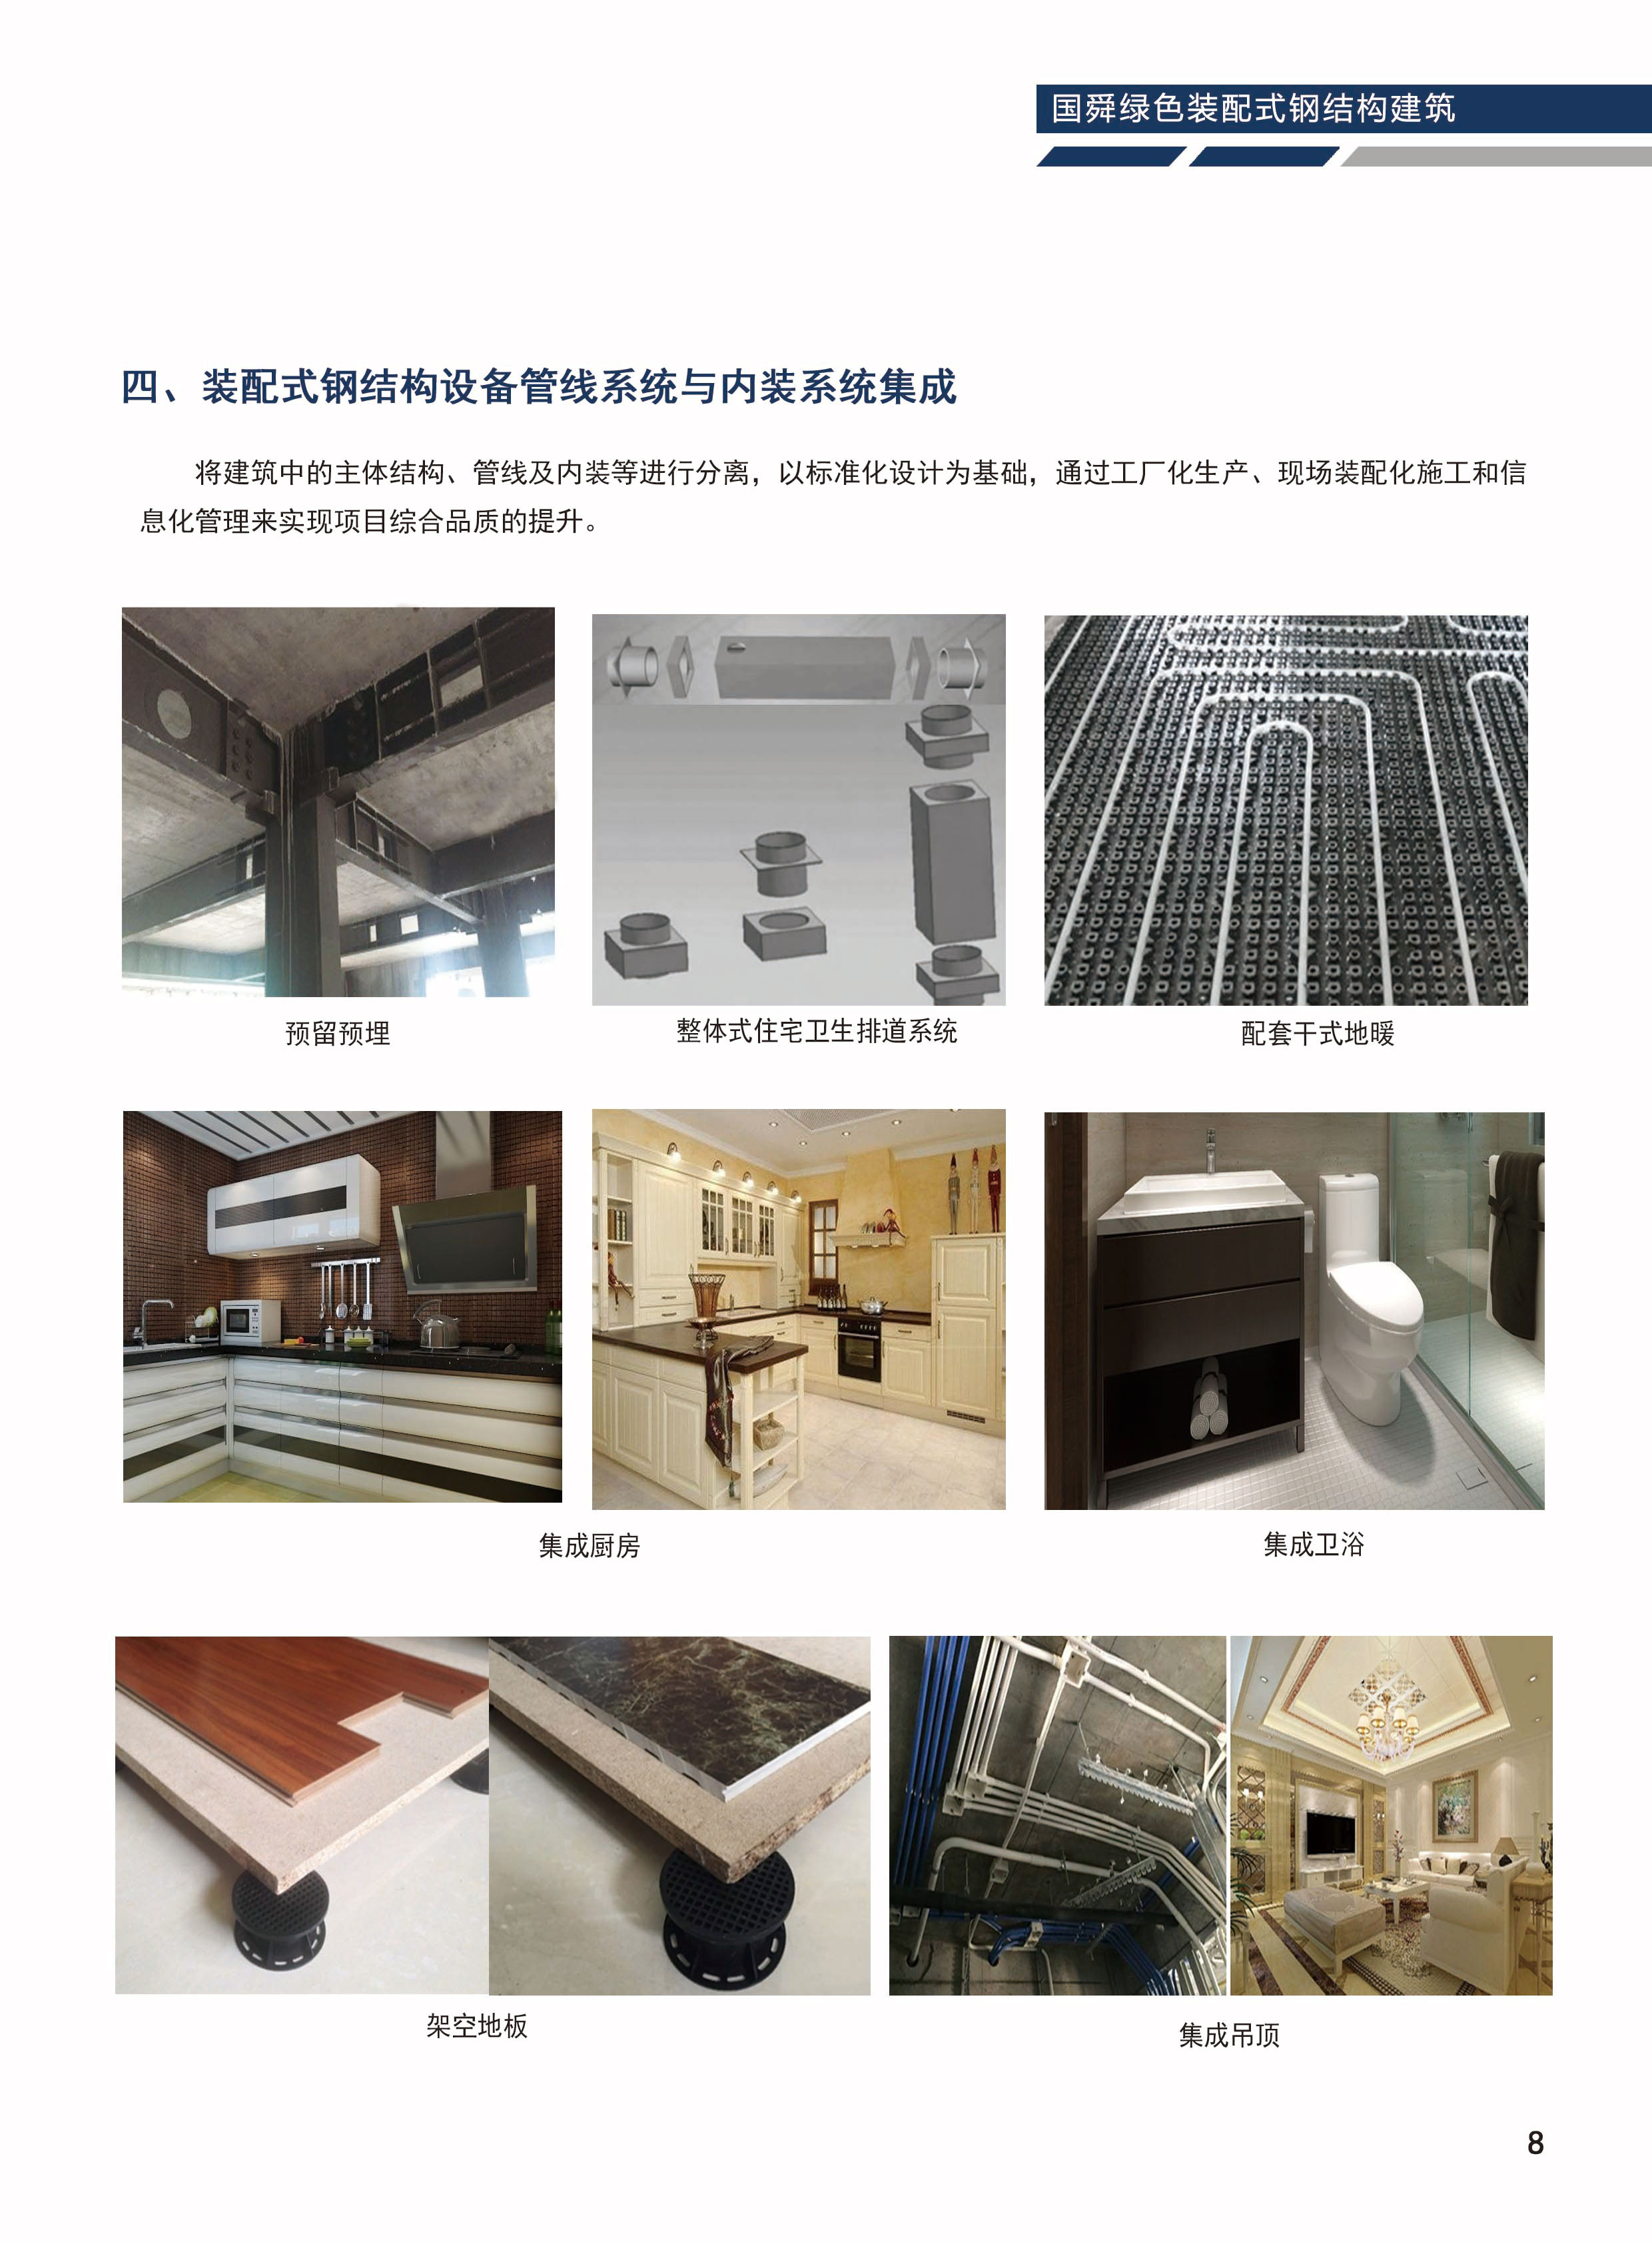 国舜绿色装配式钢结构建筑
四、装配式钢结构设备管线系统与内装系统集成
将建筑中的主体结构、管线及内装等进行分离，以标准化设计为基础，通过工厂化生产、现场装配化施工和信
息化管理来实现项目综合品质的提升。
预留预埋
整体式住宅卫生排道系统
配套干式地暖
集成厨房
集成卫浴
架空地板
集成吊顶
8